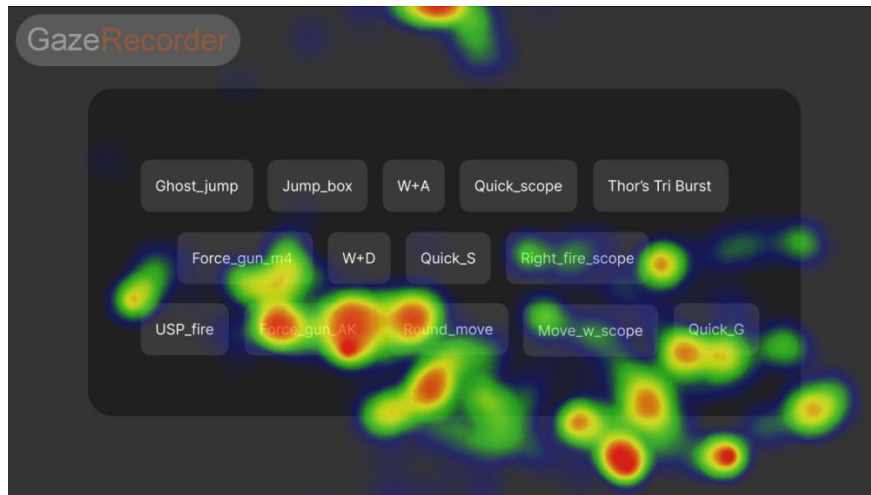 GazeRecorder
Ghost_jump Jump_box W+A Quick_scope Thor's Tri Burst
Force_gun_m4 W+D Quick_S Right_fire_scope
USP_fire Force_gun_AK Round_move Move_w_scope Quick_G